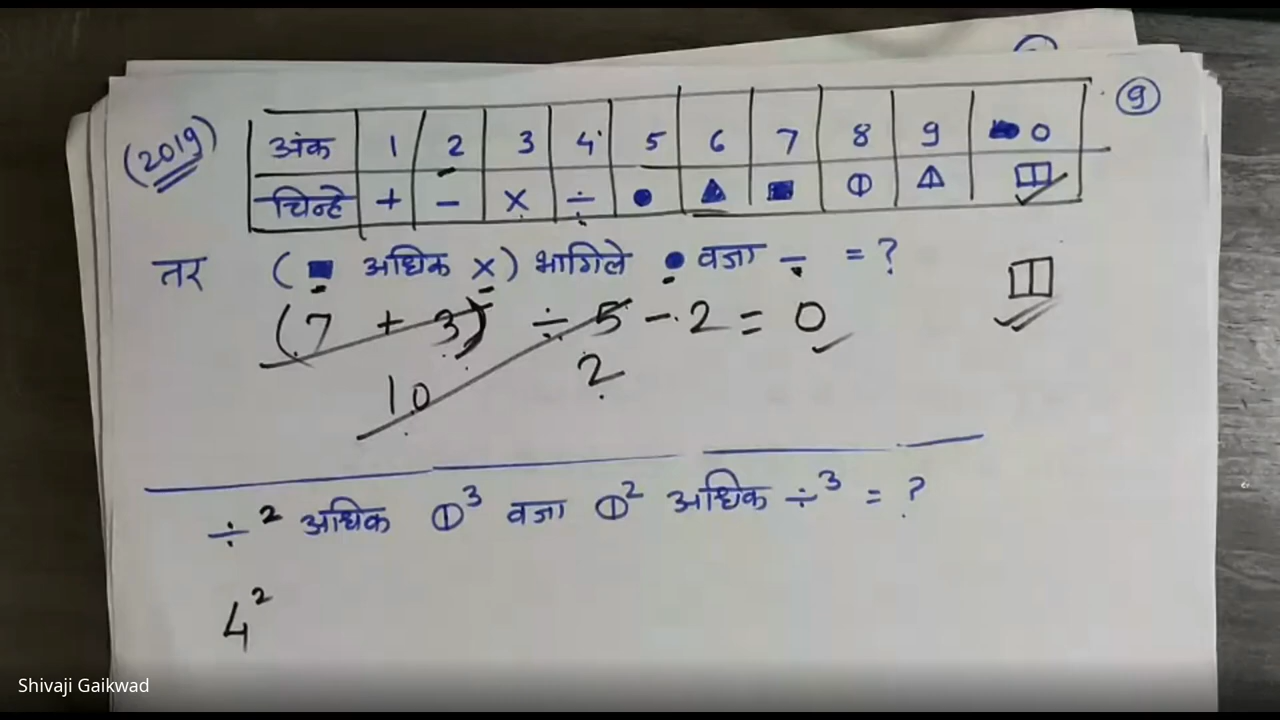 9
(2019)
अंक 1 2 3 4 5 6 7 8 9 0
चिन्हे + − × ÷ ● ▲ ■ ⦶ ◬ ◫
तर (■ अधिक ×) भागिले ● वजा − = ?
(7 + 3) ÷ 5 - 2 = 0
10 2
÷² अधिक ⦶³ वजा ⦶² अधिक ÷³ = ?
4²
Shivaji Gaikwad